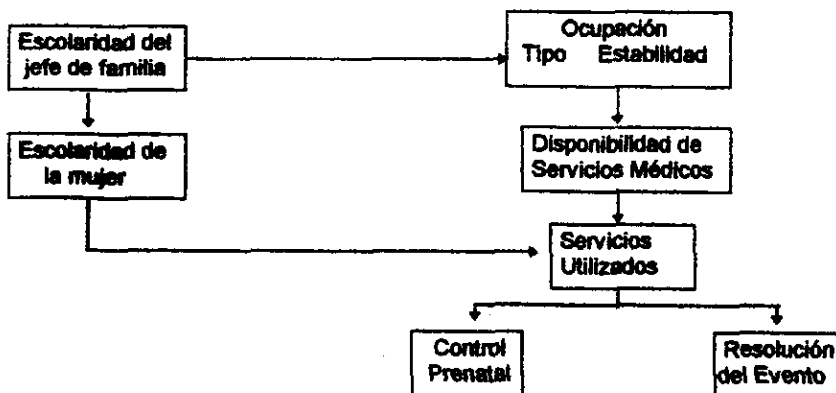 Escolaridad del
jefe de familia
Ocupación
Tipo Estabilidad
Escolaridad de
la mujer
Disponibilidad de
Servicios Médicos
Servicios
Utilizados
Control
Prenatal
Resolución
del Evento